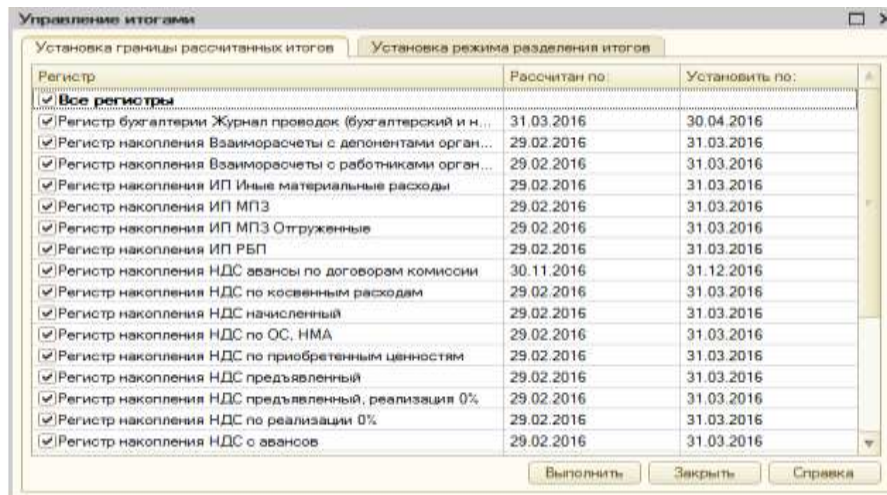 Управление итогами
Установка границы рассчитанных итогов Установка режима разделения итогов
Регистр Рассчитан по: Установить по:
Все регистры
Регистр бухгалтерии Журнал проводок (бухгалтерский и н... 31.03.2016 30.04.2016
Регистр накопления Взаиморасчеты с депонентами орган... 29.02.2016 31.03.2016
Регистр накопления Взаиморасчеты с работниками орган... 29.02.2016 31.03.2016
Регистр накопления ИП Иные материальные расходы 29.02.2016 31.03.2016
Регистр накопления ИП МПЗ 29.02.2016 31.03.2016
Регистр накопления ИП МПЗ Отгруженные 29.02.2016 31.03.2016
Регистр накопления ИП РБП 29.02.2016 31.03.2016
Регистр накопления НДС авансы по договорам комиссии 30.11.2016 31.12.2016
Регистр накопления НДС по косвенным расходам 29.02.2016 31.03.2016
Регистр накопления НДС начисленный 29.02.2016 31.03.2016
Регистр накопления НДС по ОС, НМА 29.02.2016 31.03.2016
Регистр накопления НДС по приобретенным ценностям 29.02.2016 31.03.2016
Регистр накопления НДС предъявленный 29.02.2016 31.03.2016
Регистр накопления НДС предъявленный, реализация 0% 29.02.2016 31.03.2016
Регистр накопления НДС по реализации 0% 29.02.2016 31.03.2016
Регистр накопления НДС с авансов 29.02.2016 31.03.2016
Выполнить Закрыть Справка